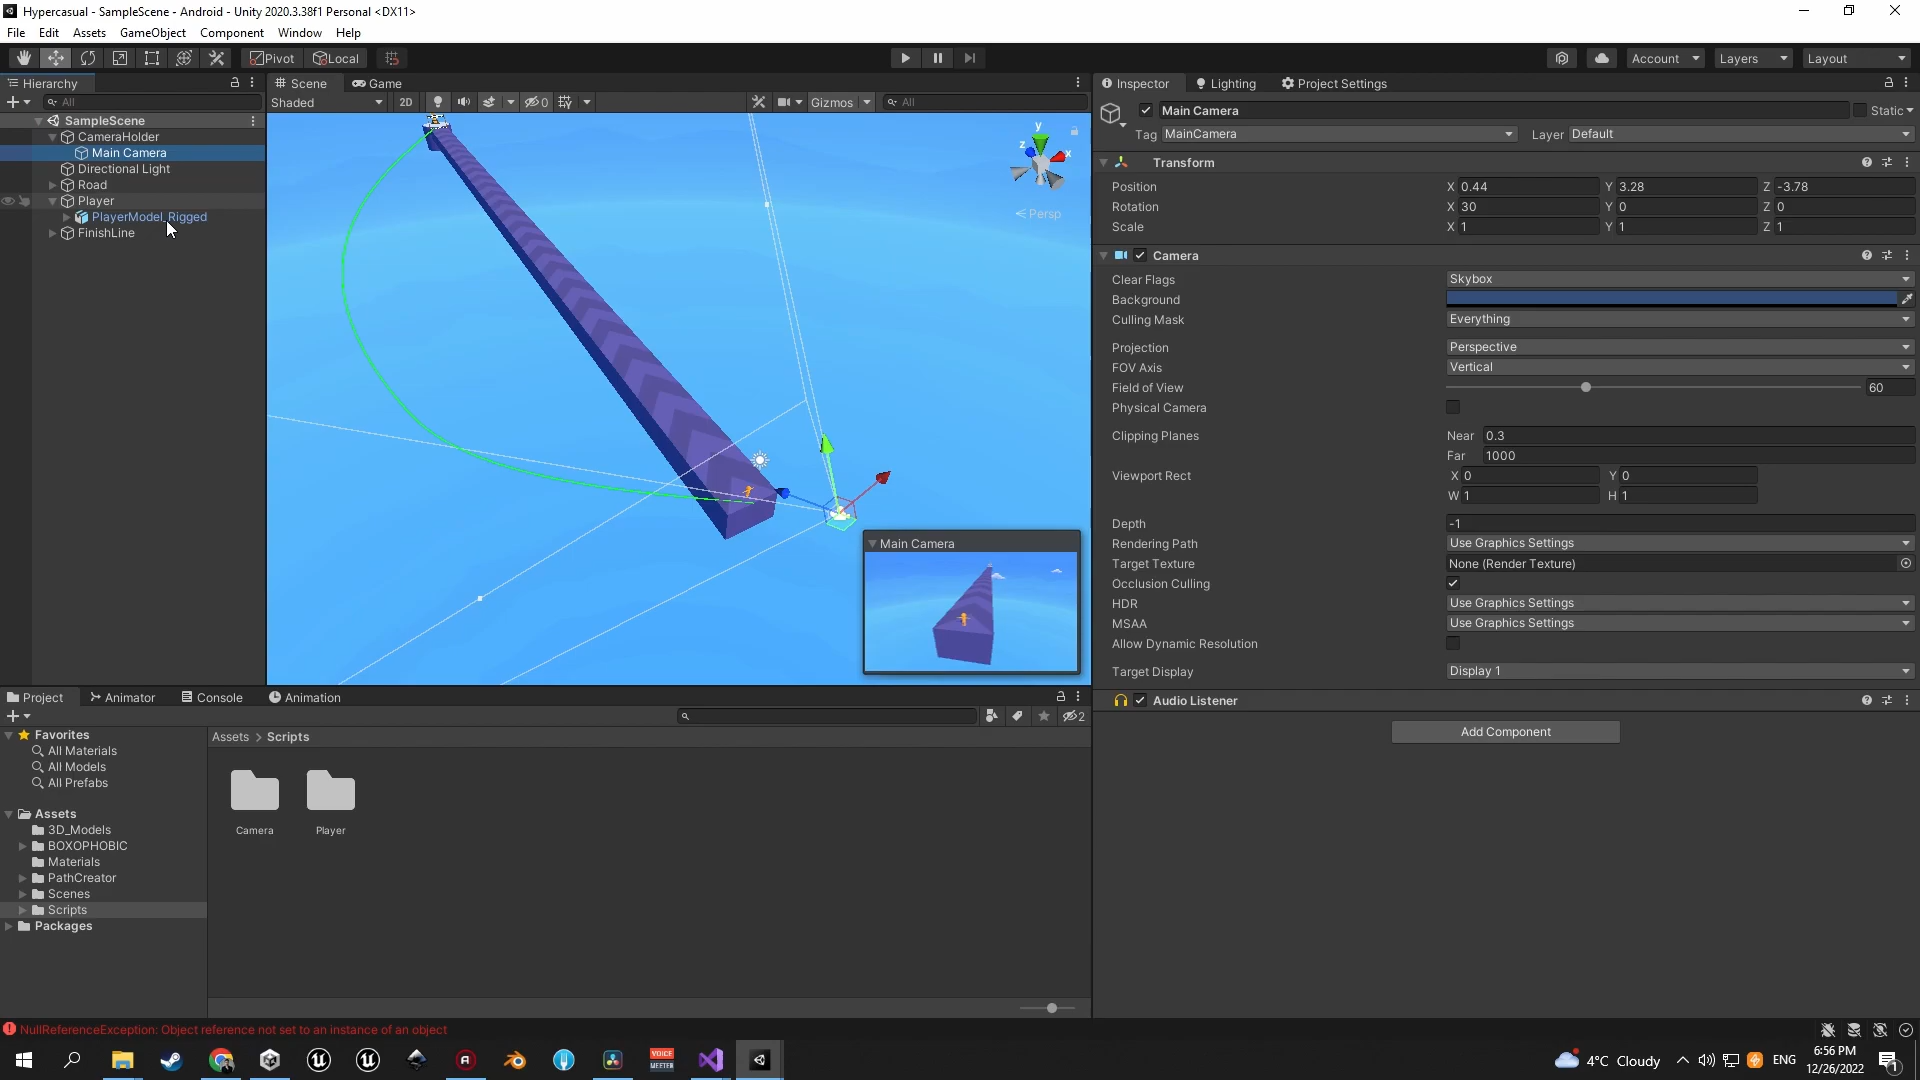 Hypercasual - SampleScene - Android - Unity 2020.3.38f1 Personal <DX11>
File Edit Assets GameObject Component Window Help
Pivot Local Account Layers Layout
Hierarchy
All
SampleScene
CameraHolder
Main Camera
Directional Light
Road
Player
PlayerModel_Rigged
FinishLine
Scene Game
Shaded 2D 0 Gizmos All
y
z x
Persp
Main Camera
Inspector Lighting Project Settings
Main Camera Static
Tag MainCamera Layer Default
Transform
Position X 0.44 Y 3.28 Z -3.78
Rotation X 30 Y 0 Z 0
Scale X 1 Y 1 Z 1
Camera
Clear Flags Skybox
Background
Culling Mask Everything
Projection Perspective
FOV Axis Vertical
Field of View 60
Physical Camera
Clipping Planes Near 0.3
Far 1000
Viewport Rect X 0 Y 0
W 1 H 1
Depth -1
Rendering Path Use Graphics Settings
Target Texture None (Render Texture)
Occlusion Culling
HDR Use Graphics Settings
MSAA Use Graphics Settings
Allow Dynamic Resolution
Target Display Display 1
Audio Listener
Add Component
Project Animator Console Animation
2
Favorites
All Materials
All Models
All Prefabs
Assets
3D_Models
BOXOPHOBIC
Materials
PathCreator
Scenes
Scripts
Packages
Assets > Scripts
Camera Player
NullReferenceException: Object reference not set to an instance of an object
VOICE
MEETER
4°C Cloudy ENG
6:56 PM
12/26/2022
1